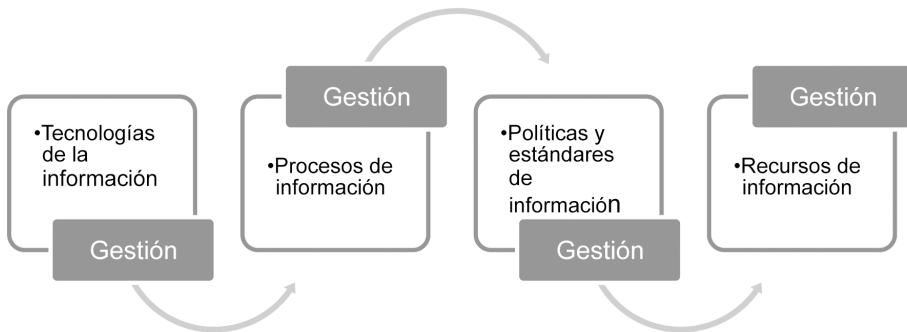 •Tecnologías
de la
información
Gestión
Gestión
•Procesos de
información
•Políticas y
estándares
de
información
Gestión
Gestión
•Recursos de
información